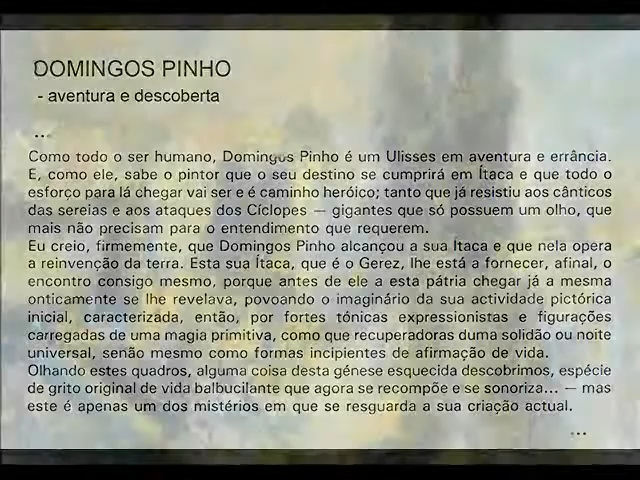 DOMINGOS PINHO
- aventura e descoberta
...
Como todo o ser humano, Domingos Pinho é um Ulisses em aventura e errância.
E, como ele, sabe o pintor que o seu destino se cumprirá em Ítaca e que todo o
esforço para lá chegar vai ser e é caminho heróico; tanto que já resistiu aos cânticos
das sereias e aos ataques dos Cíclopes — gigantes que só possuem um olho, que
mais não precisam para o entendimento que requerem.
Eu creio, firmemente, que Domingos Pinho alcançou a sua Ítaca e que nela opera
a reinvenção da terra. Esta sua Ítaca, que é o Gerez, lhe está a fornecer, afinal, o
encontro consigo mesmo, porque antes de ele a esta pátria chegar já a mesma
onticamente se lhe revelava, povoando o imaginário da sua actividade pictórica
inicial, caracterizada, então, por fortes tónicas expressionistas e figurações
carregadas de uma magia primitiva, como que recuperadoras duma solidão ou noite
universal, senão mesmo como formas incipientes de afirmação de vida.
Olhando estes quadros, alguma coisa desta génese esquecida descobrimos, espécie
de grito original de vida balbucilante que agora se recompõe e se sonoriza... — mas
este é apenas um dos mistérios em que se resguarda a sua criação actual.
...